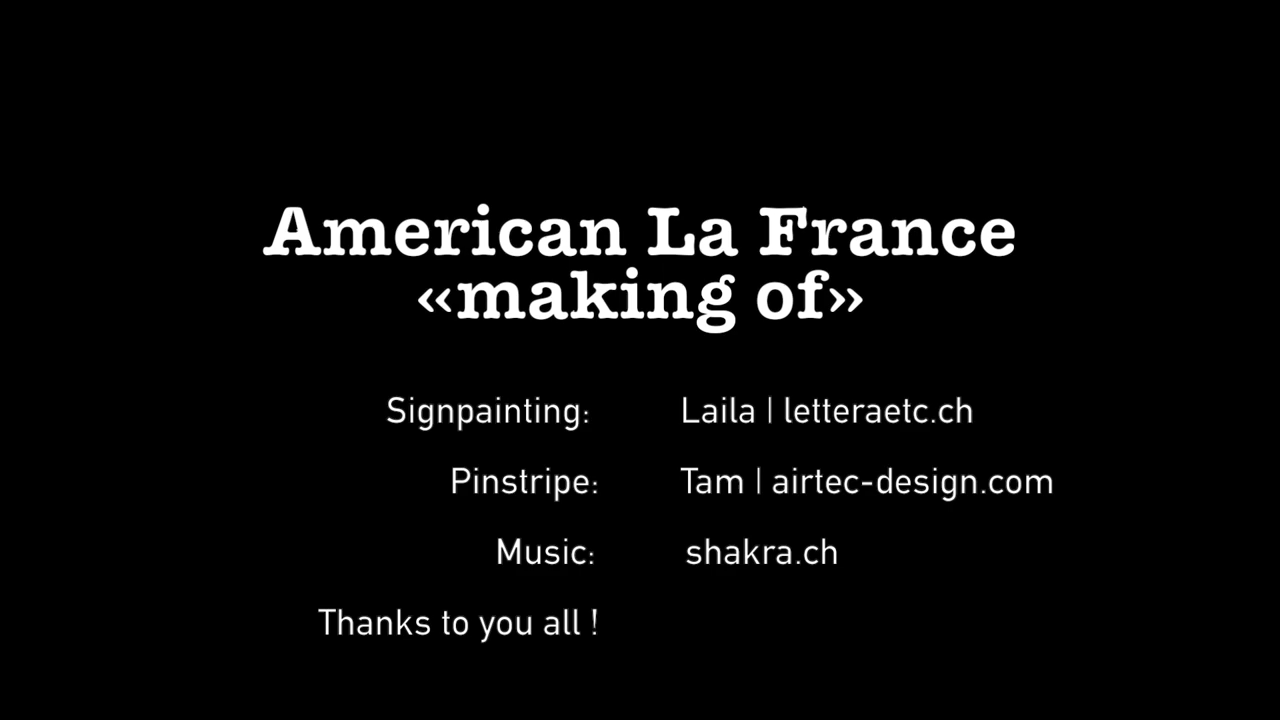 American La France
«making of»
Signpainting: Laila | letteraetc.ch
Pinstripe: Tam | airtec-design.com
Music: shakra.ch
Thanks to you all !